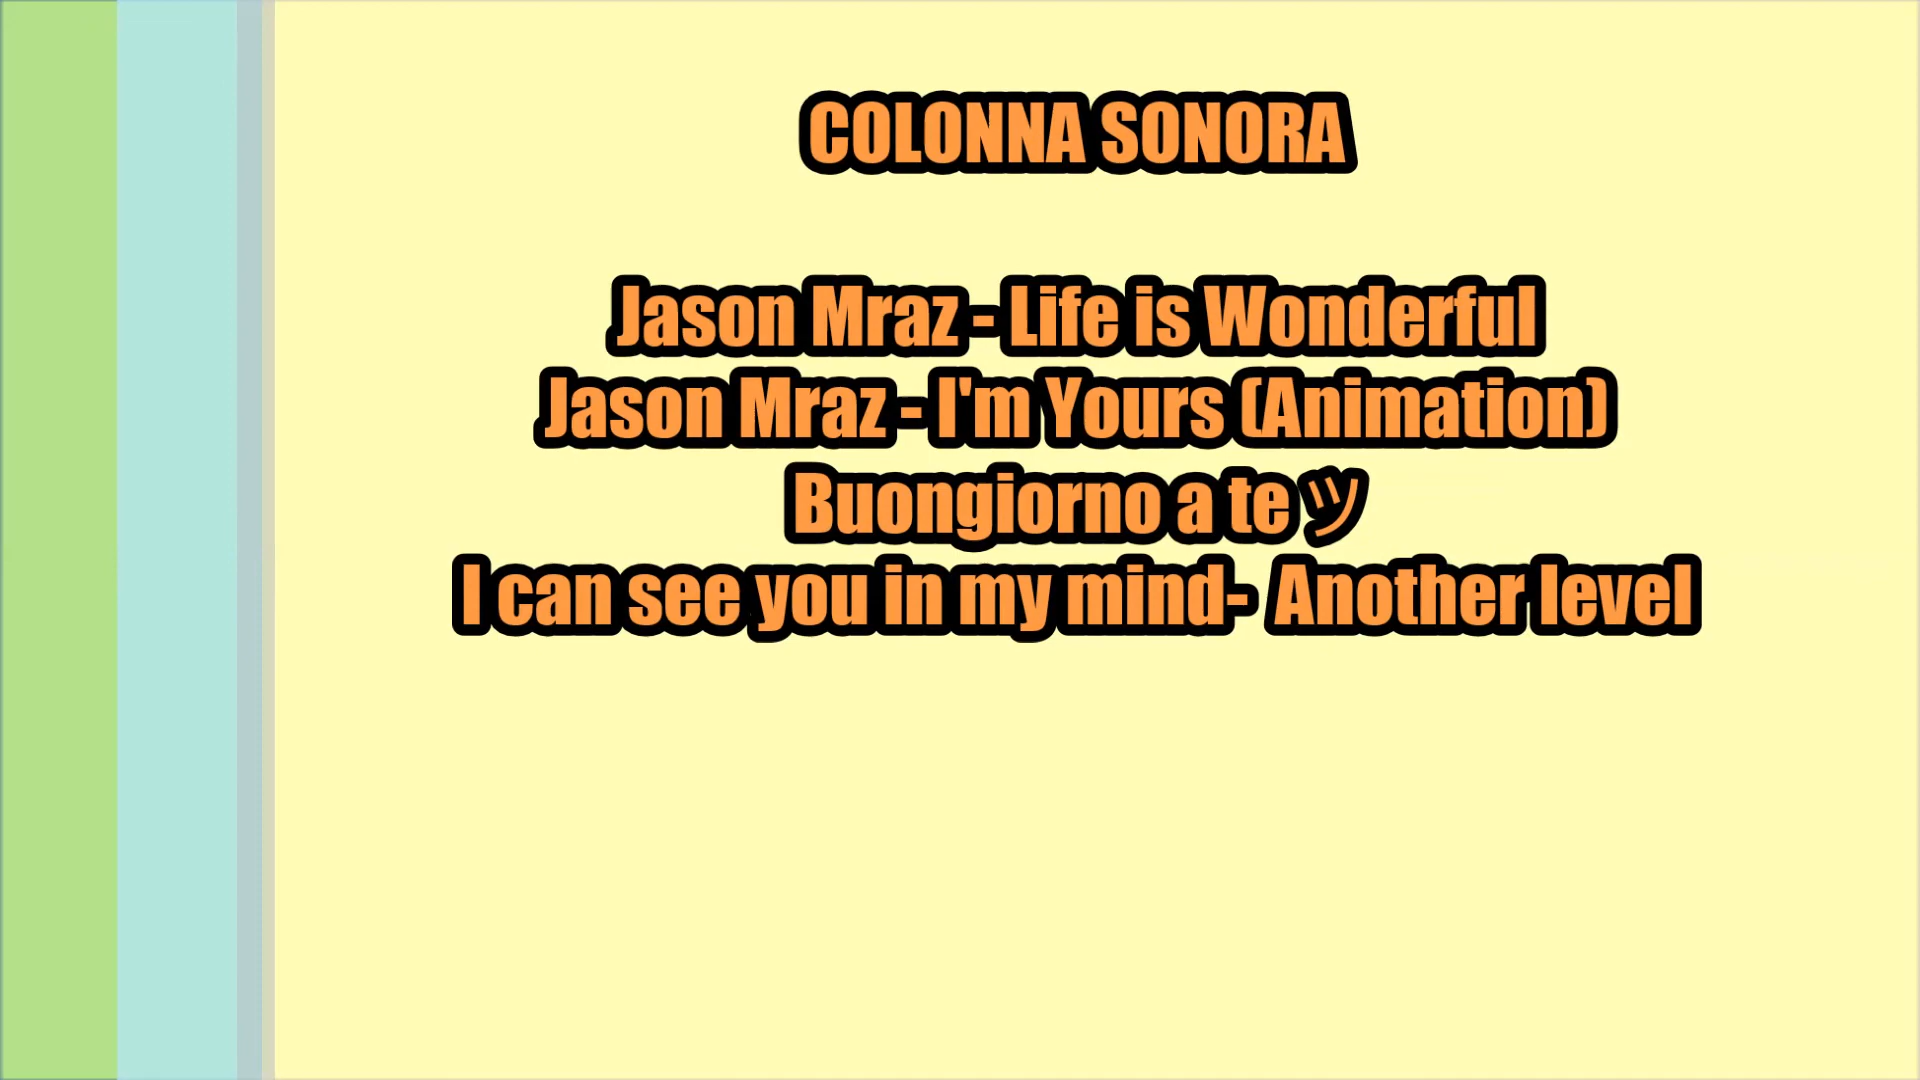 COLONNA SONORA
Jason Mraz - Life is Wonderful
Jason Mraz - I'm Yours (Animation)
Buongiorno a te ツ
I can see you in my mind- Another level